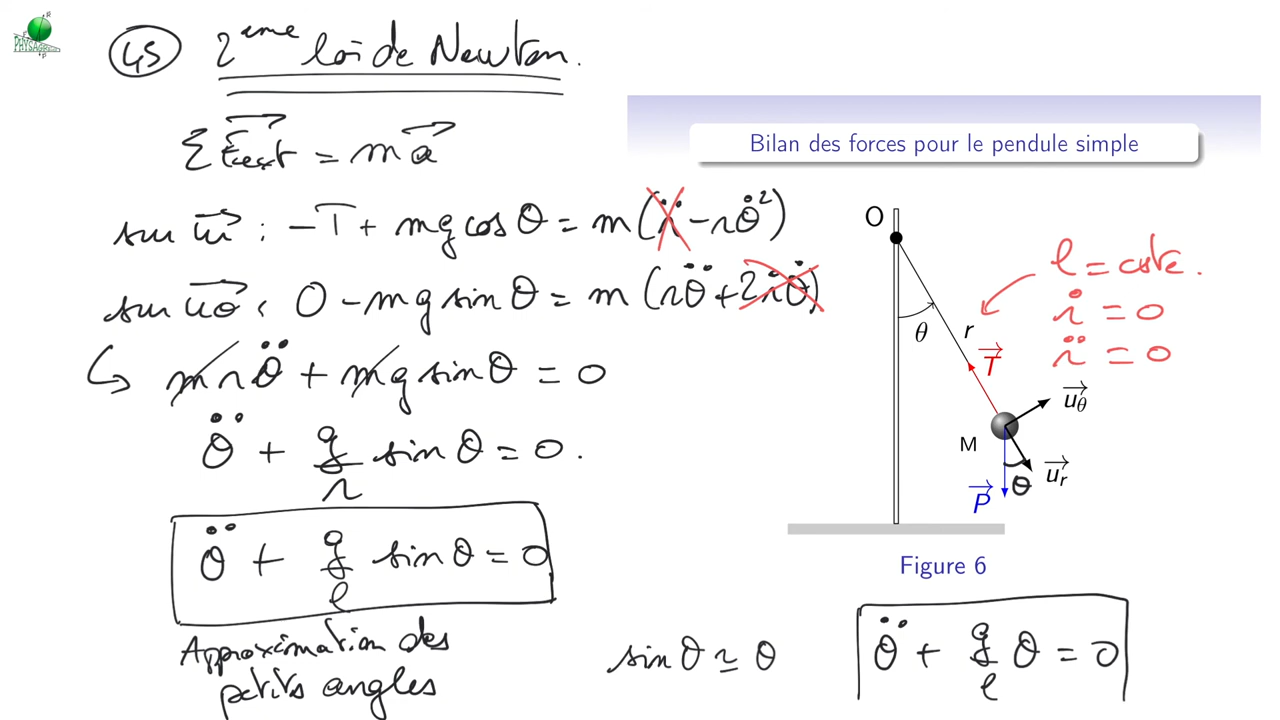 PHYSAGREG
45 2ème loi de Newton.
Σ F⃗ext = m a⃗
sur u⃗r : -T + mg cos θ = m (r̈ - rθ̇²)
sur u⃗θ : 0 - mg sin θ = m (rθ̈ + 2ṙθ̇)
↳ m r θ̈ + mg sin θ = 0
θ̈ + g/r sin θ = 0.
θ̈ + g/l sin θ = 0
Approximation des
petits angles
sin θ ≃ θ
θ̈ + g/l θ = 0
Bilan des forces pour le pendule simple
O
l = cste.
ṙ = 0
r̈ = 0
θ
r
T⃗
u⃗θ
M
u⃗r
P⃗
θ
Figure 6